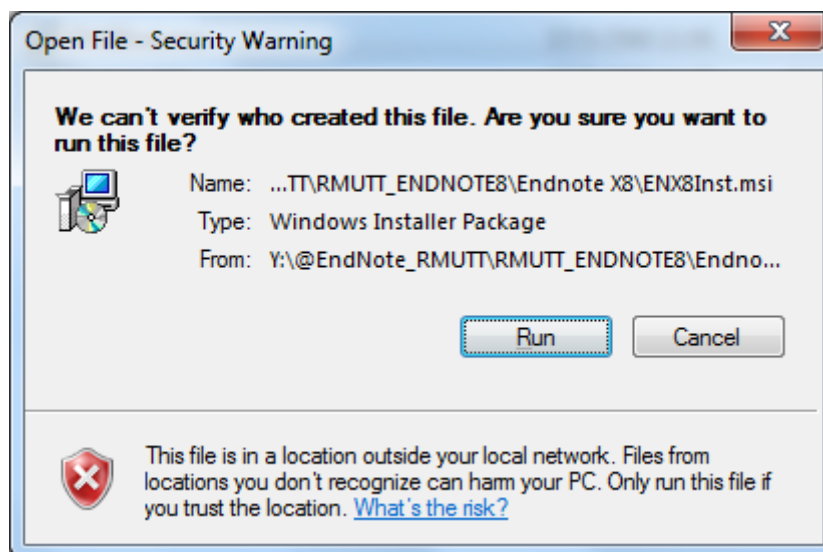 Open File - Security Warning
We can't verify who created this file. Are you sure you want to
run this file?
Name: ...TT\RMUTT_ENDNOTE8\Endnote X8\ENX8Inst.msi
Type: Windows Installer Package
From: Y:\@EndNote_RMUTT\RMUTT_ENDNOTE8\Endno...
Run Cancel
This file is in a location outside your local network. Files from
locations you don't recognize can harm your PC. Only run this file if
you trust the location. What's the risk?